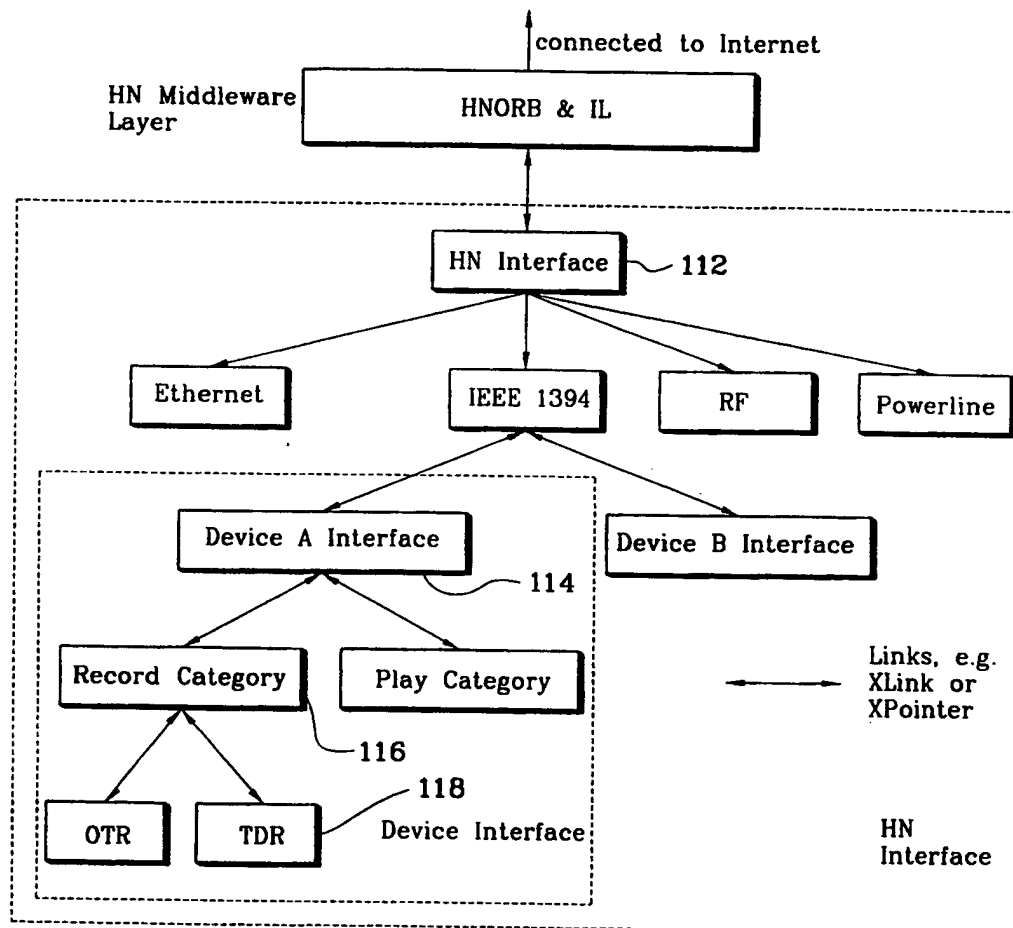 connected to Internet
HN Middleware
Layer
HNORB & IL
HN Interface
112
Ethernet
IEEE 1394
RF
Powerline
Device A Interface
Device B Interface
114
Record Category
Play Category
Links, e.g.
XLink or
XPointer
116
118
OTR
TDR
Device Interface
HN
Interface